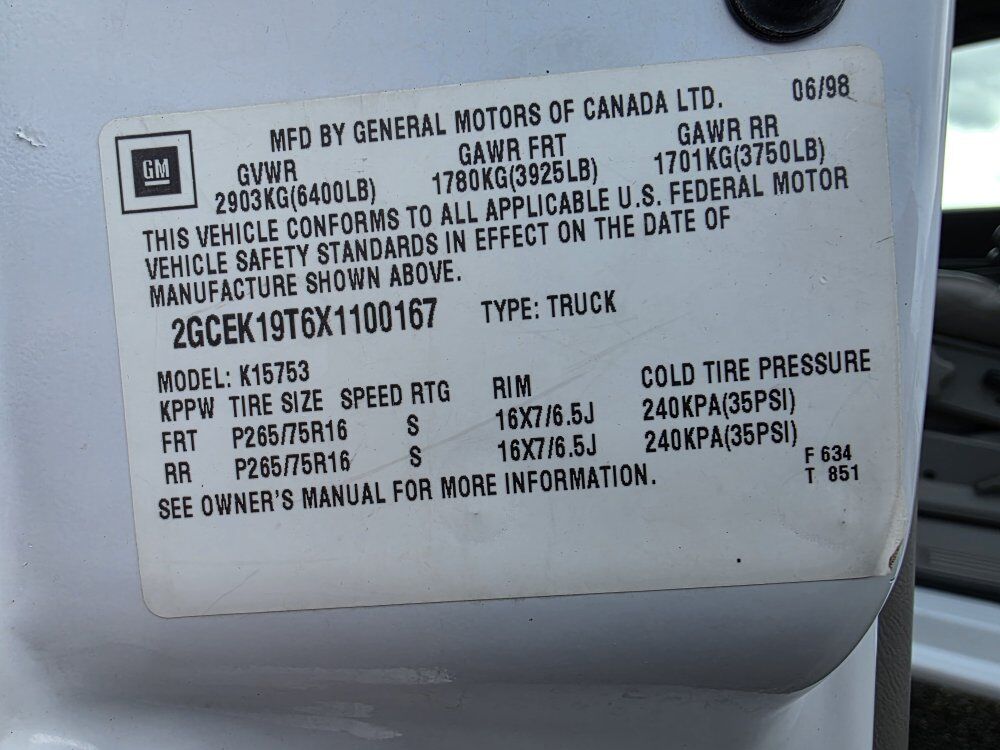 MFD BY GENERAL MOTORS OF CANADA LTD. 06/98
GM
GVWR GAWR FRT GAWR RR
2903KG(6400LB) 1780KG(3925LB) 1701KG(3750LB)
THIS VEHICLE CONFORMS TO ALL APPLICABLE U.S. FEDERAL MOTOR
VEHICLE SAFETY STANDARDS IN EFFECT ON THE DATE OF
MANUFACTURE SHOWN ABOVE.
2GCEK19T6X1100167 TYPE: TRUCK
MODEL: K15753
KPPW TIRE SIZE SPEED RTG RIM COLD TIRE PRESSURE
FRT P265/75R16 S 16X7/6.5J 240KPA(35PSI)
RR P265/75R16 S 16X7/6.5J 240KPA(35PSI)
SEE OWNER'S MANUAL FOR MORE INFORMATION.
F 634
T 851